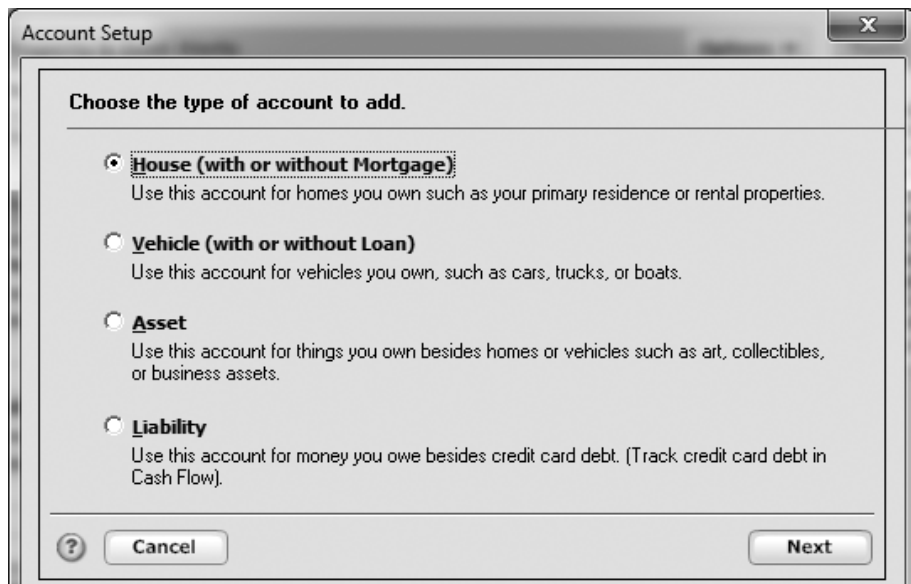 Account Setup
X
Choose the type of account to add.
House (with or without Mortgage)
Use this account for homes you own such as your primary residence or rental properties.
Vehicle (with or without Loan)
Use this account for vehicles you own, such as cars, trucks, or boats.
Asset
Use this account for things you own besides homes or vehicles such as art, collectibles,
or business assets.
Liability
Use this account for money you owe besides credit card debt. (Track credit card debt in
Cash Flow).
? Cancel Next